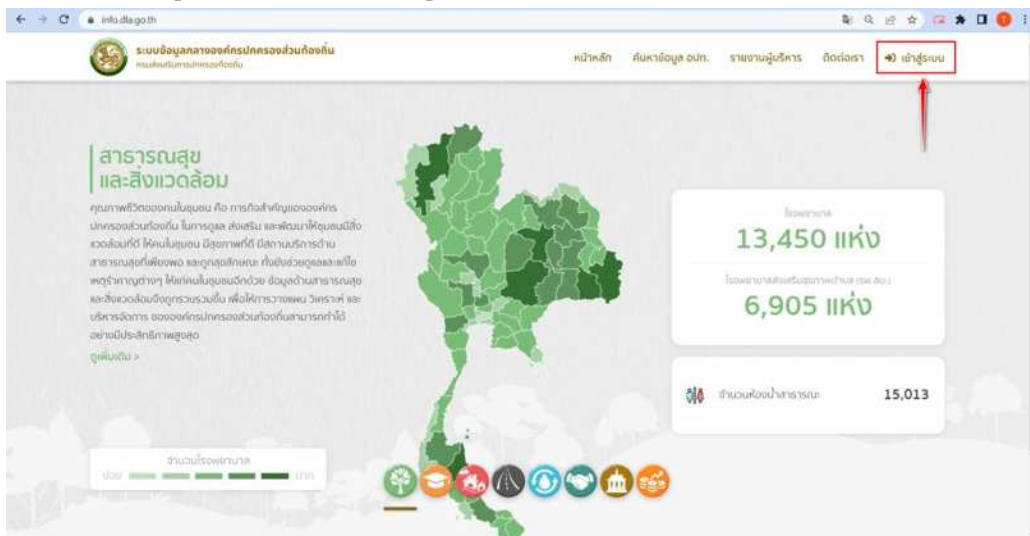 info.dla.go.th
ระบบข้อมูลกลางองค์กรปกครองส่วนท้องถิ่น
กรมส่งเสริมการปกครองท้องถิ่น
หน้าหลัก ค้นหาข้อมูล อปท. รายงานผู้บริหาร ติดต่อเรา เข้าสู่ระบบ
สาธารณสุข
และสิ่งแวดล้อม
คุณภาพชีวิตของคนในชุมชน คือ ภารกิจสำคัญขององค์กร
ปกครองส่วนท้องถิ่น ในการดูแล ส่งเสริม และพัฒนาให้ชุมชนมีสิ่ง
แวดล้อมที่ดี ให้คนในชุมชน มีสุขภาพที่ดี มีสถานบริการด้าน
สาธารณสุขที่เพียงพอ และถูกสุขลักษณะ ทั้งยังช่วยดูแลและแก้ไข
เหตุรำคาญต่างๆ ให้แก่คนในชุมชนอีกด้วย ข้อมูลด้านสาธารณสุข
และสิ่งแวดล้อมจึงถูกรวบรวมขึ้น เพื่อให้การวางแผน วิเคราะห์ และ
บริหารจัดการ ขององค์กรปกครองส่วนท้องถิ่นสามารถทำได้
อย่างมีประสิทธิภาพสูงสุด
ดูเพิ่มเติม >
โรงพยาบาล
13,450 แห่ง
โรงพยาบาลส่งเสริมสุขภาพตำบล (รพ.สต.)
6,905 แห่ง
จำนวนห้องน้ำสาธารณะ 15,013
จำนวนโรงพยาบาล
น้อย มาก